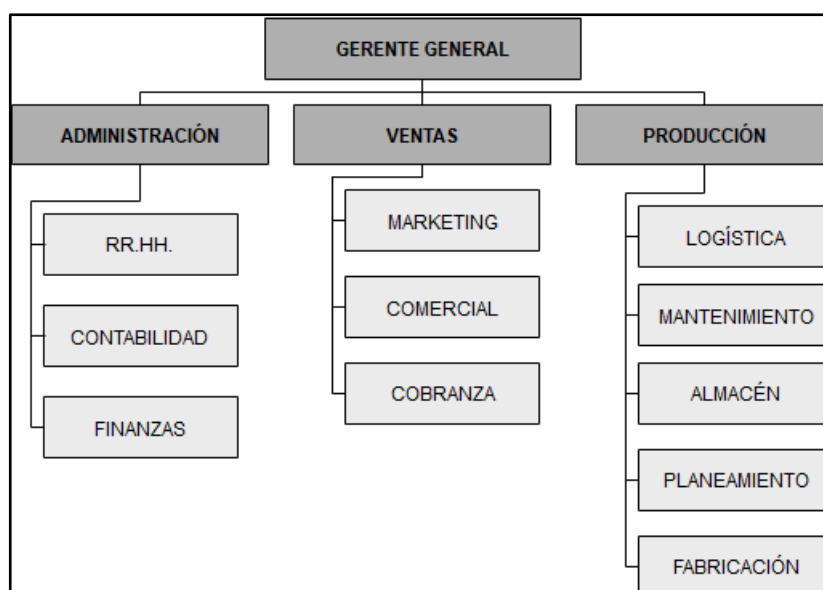 GERENTE GENERAL
ADMINISTRACIÓN
VENTAS
PRODUCCIÓN
RR.HH.
CONTABILIDAD
FINANZAS
MARKETING
COMERCIAL
COBRANZA
LOGÍSTICA
MANTENIMIENTO
ALMACÉN
PLANEAMIENTO
FABRICACIÓN